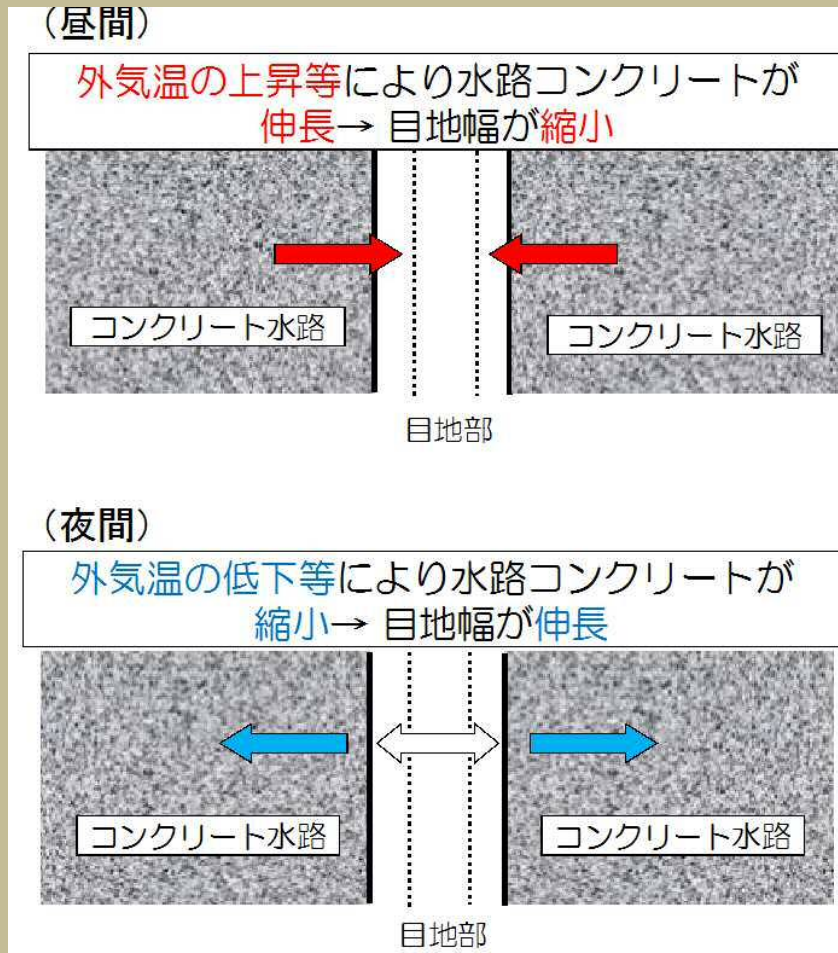 （昼間）
外気温の上昇等により水路コンクリートが
伸長→ 目地幅が縮小
コンクリート水路
コンクリート水路
目地部
（夜間）
外気温の低下等により水路コンクリートが
縮小→ 目地幅が伸長
コンクリート水路
コンクリート水路
目地部